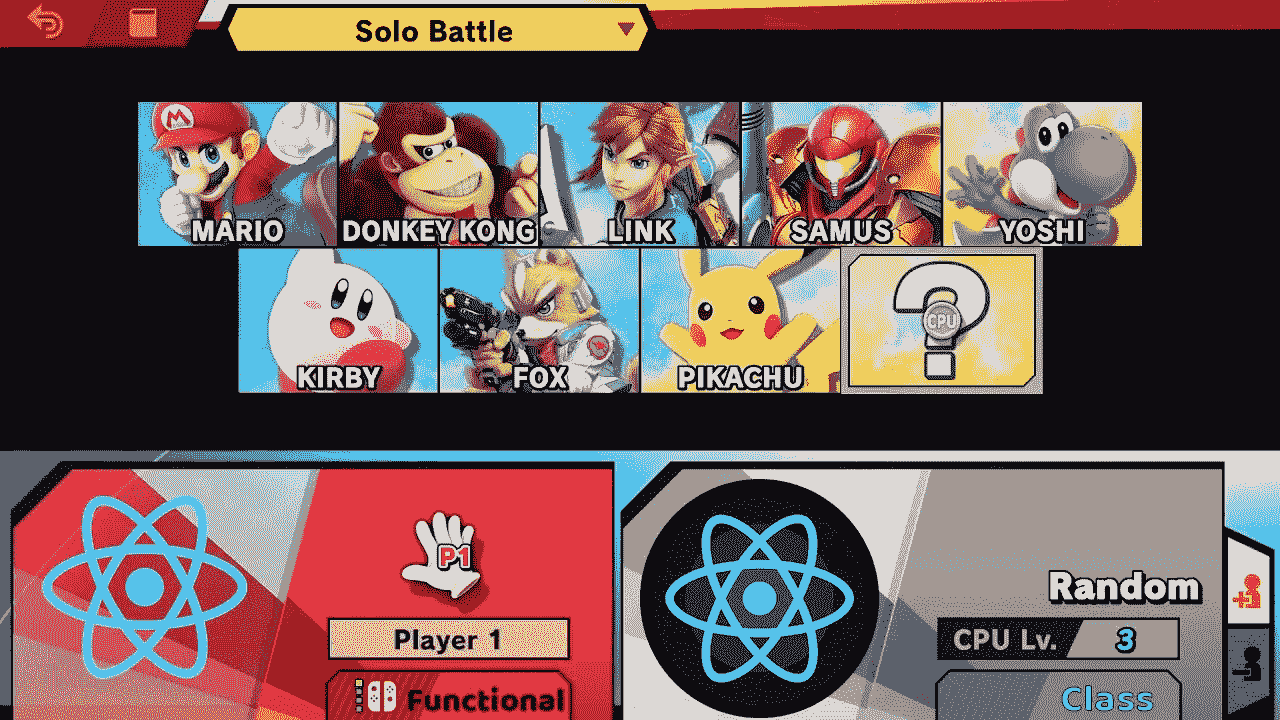 Solo Battle
MARIO
DONKEY KONG
LINK
SAMUS
YOSHI
KIRBY
FOX
PIKACHU
?
CPU
P1
Player 1
Functional
Random
CPU Lv. 3
Class